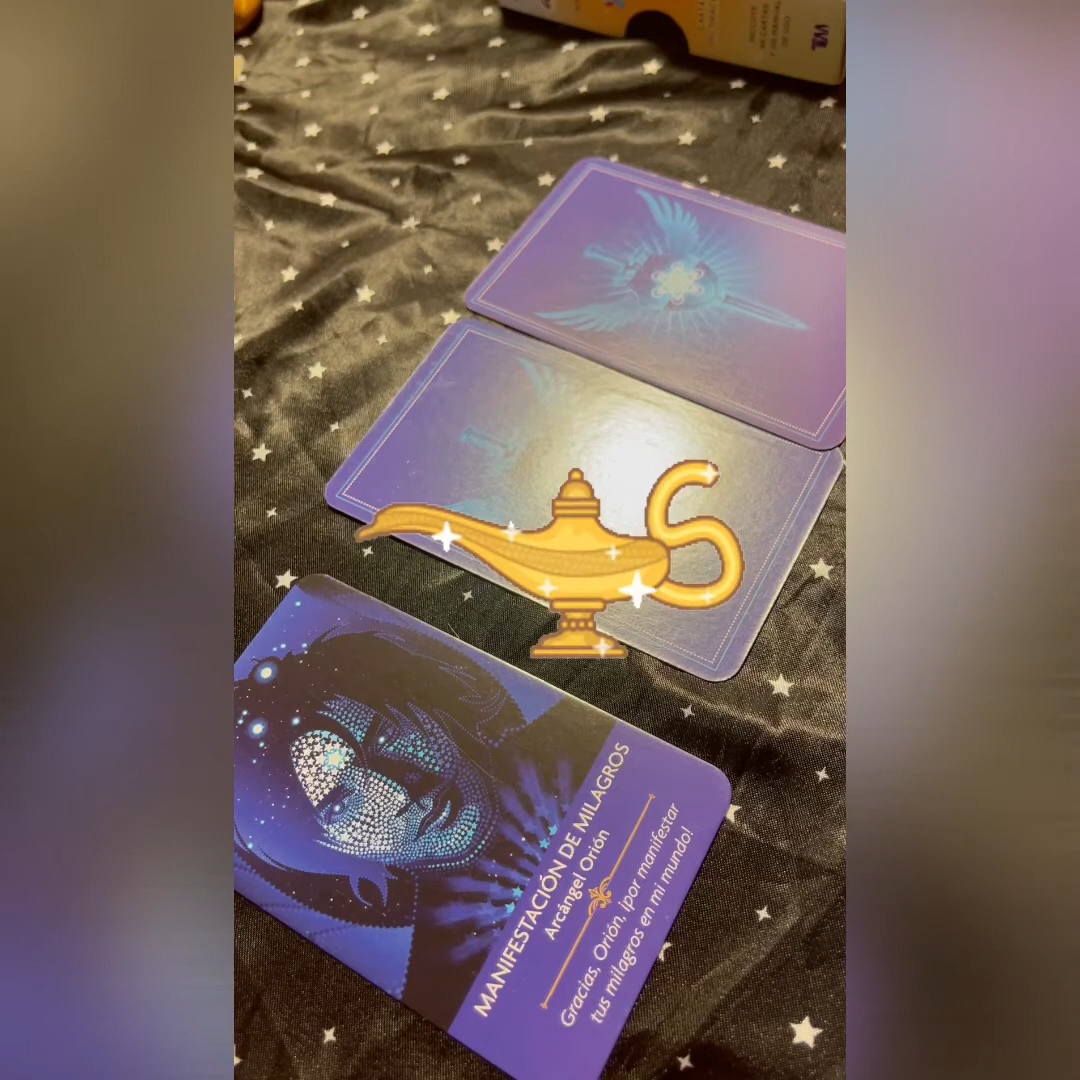 MANIFESTACIÓN DE MILAGROS
Arcángel Orión
Gracias, Orión, ¡por manifestar
tus milagros en mi mundo!